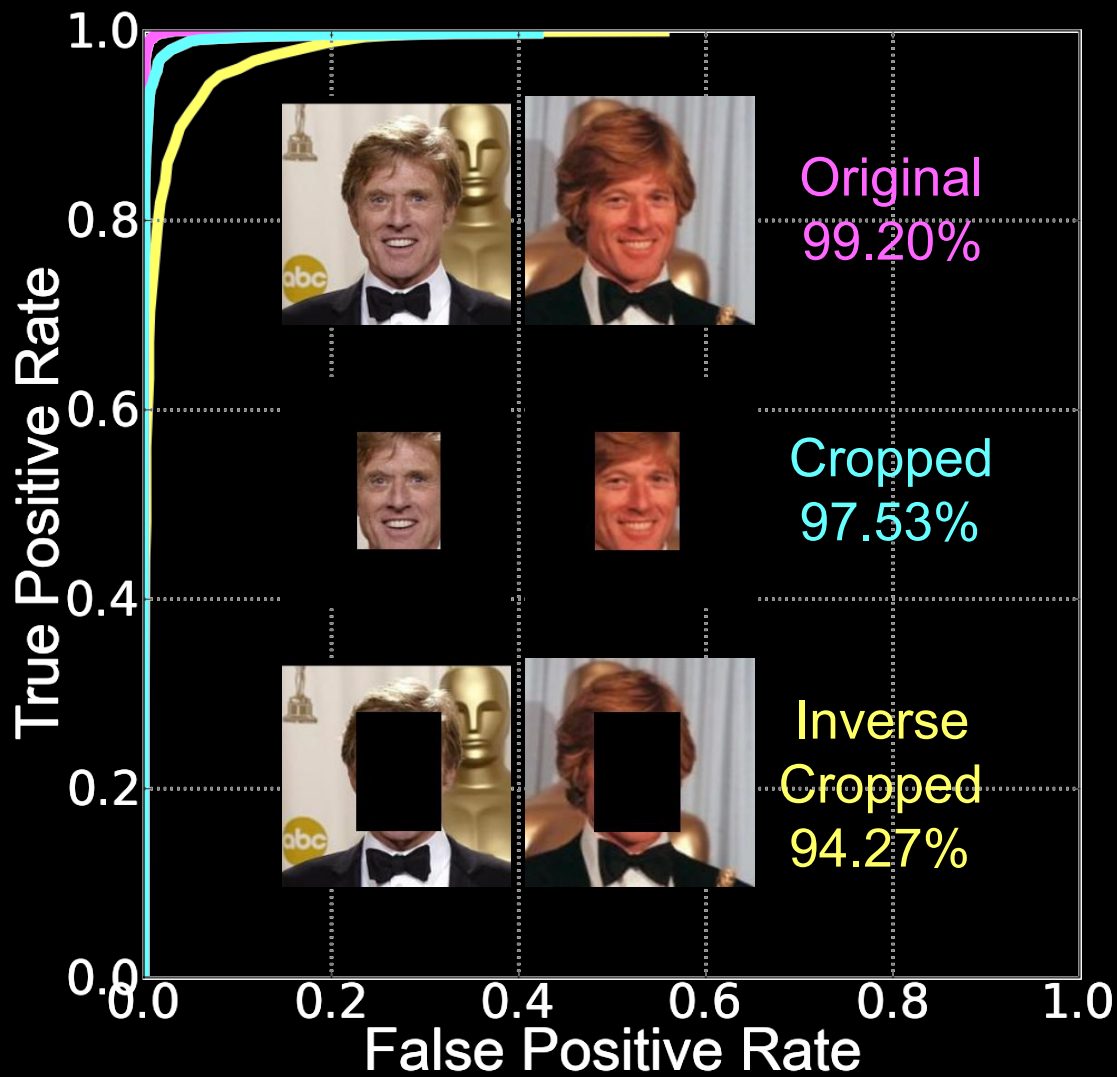 1.0
0.8
0.6
0.4
0.2
0.0
True Positive Rate
0.0 0.2 0.4 0.6 0.8 1.0
False Positive Rate
abc
Original
99.20%
Cropped
97.53%
abc
Inverse
Cropped
94.27%